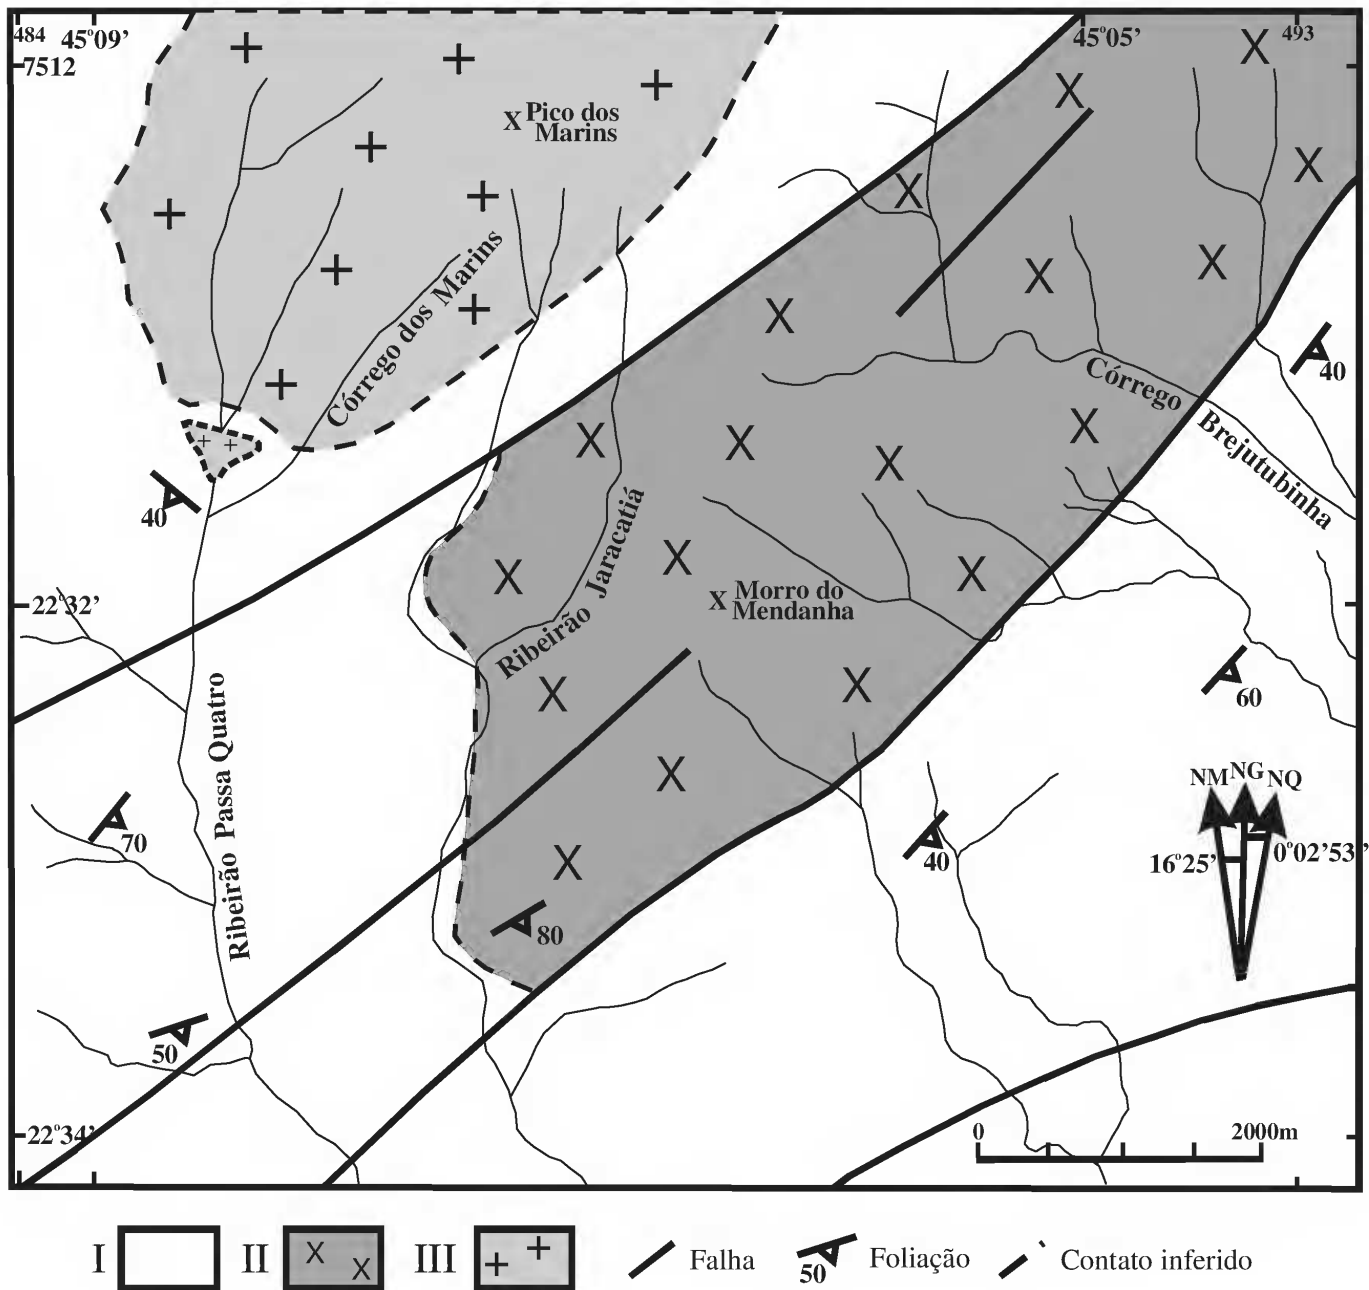 484
45°09'
45°05'
493
7512
X Pico dos
Marins
Córrego dos Marins
40
Córrego
Brejutubinha
40
Ribeirão Jaracatiá
22°32'
X Morro do
Mendanha
60
Ribeirão Passa Quatro
70
NM NG NQ
16°25'
0°02'53''
40
80
50
22°34'
0
2000m
I
II
X
X
III
Falha
50
Foliação
Contato inferido